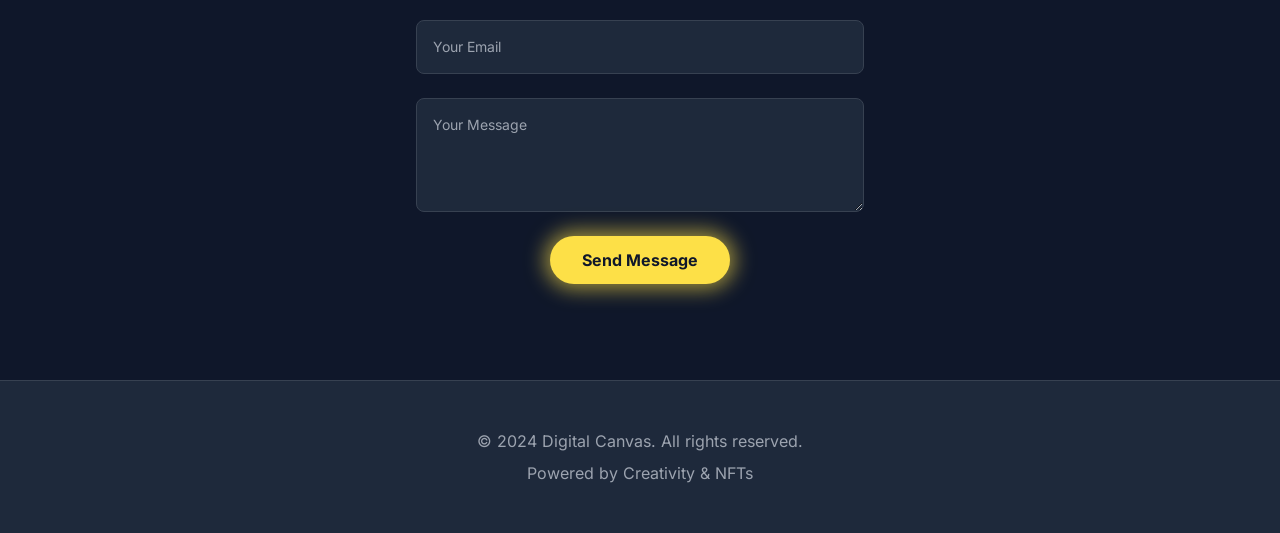 Your Email
Your Message
Send Message
© 2024 Digital Canvas. All rights reserved.
Powered by Creativity & NFTs